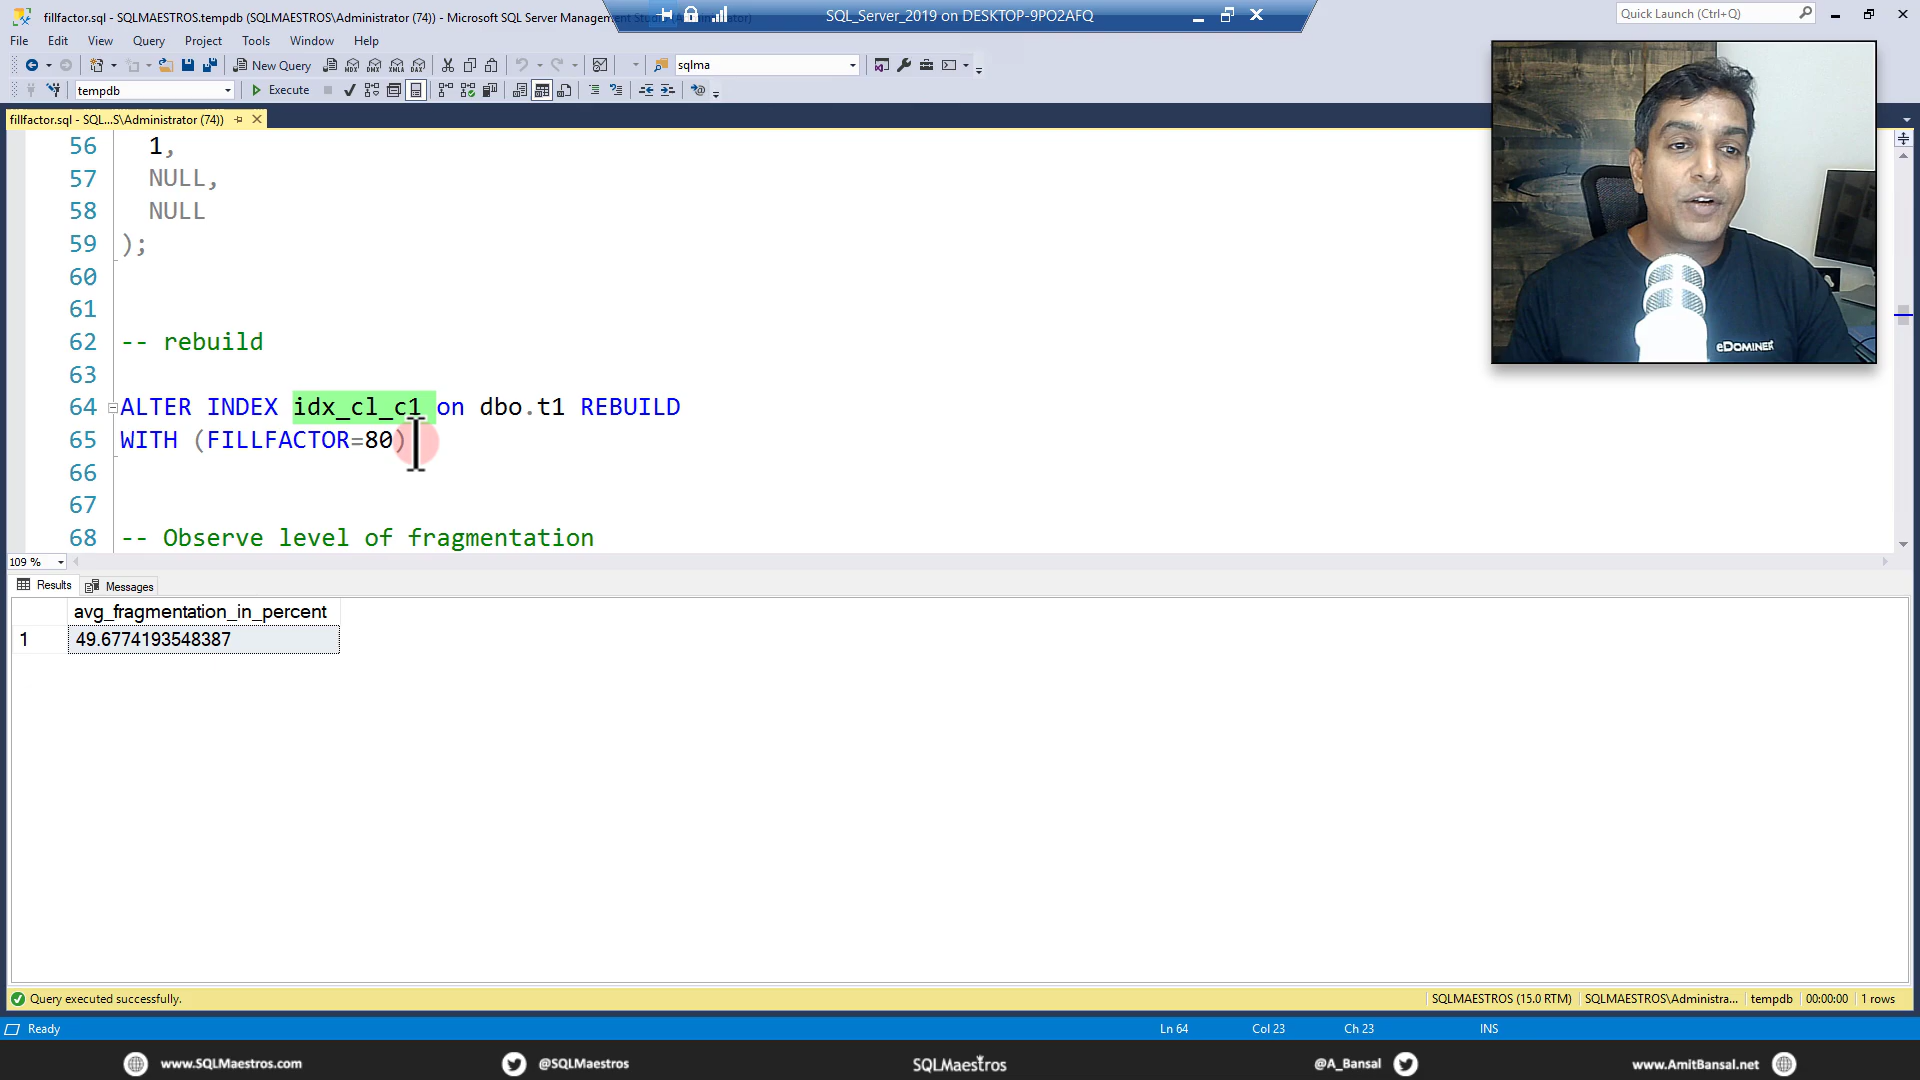 fillfactor.sql - SQLMAESTROS.tempdb (SQLMAESTROS\Administrator (74)) - Microsoft SQL Server Management
SQL_Server_2019 on DESKTOP-9PO2AFQ
Quick Launch (Ctrl+Q)
File Edit View Query Project Tools Window Help
New Query
sqlma
tempdb
Execute
fillfactor.sql - SQL...S\Administrator (74))
56 1,
57 NULL,
58 NULL
59 );
60
61
62 -- rebuild
63
64 ALTER INDEX idx_cl_c1 on dbo.t1 REBUILD
65 WITH (FILLFACTOR=80)
66
67
68 -- Observe level of fragmentation
109 %
Results Messages
avg_fragmentation_in_percent
1 49.6774193548387
Query executed successfully.
SQLMAESTROS (15.0 RTM) SQLMAESTROS\Administra... tempdb 00:00:00 1 rows
Ready Ln 64 Col 23 Ch 23 INS
eDOMINER
www.SQLMaestros.com @SQLMaestros SQLMaestros @A_Bansal www.AmitBansal.net